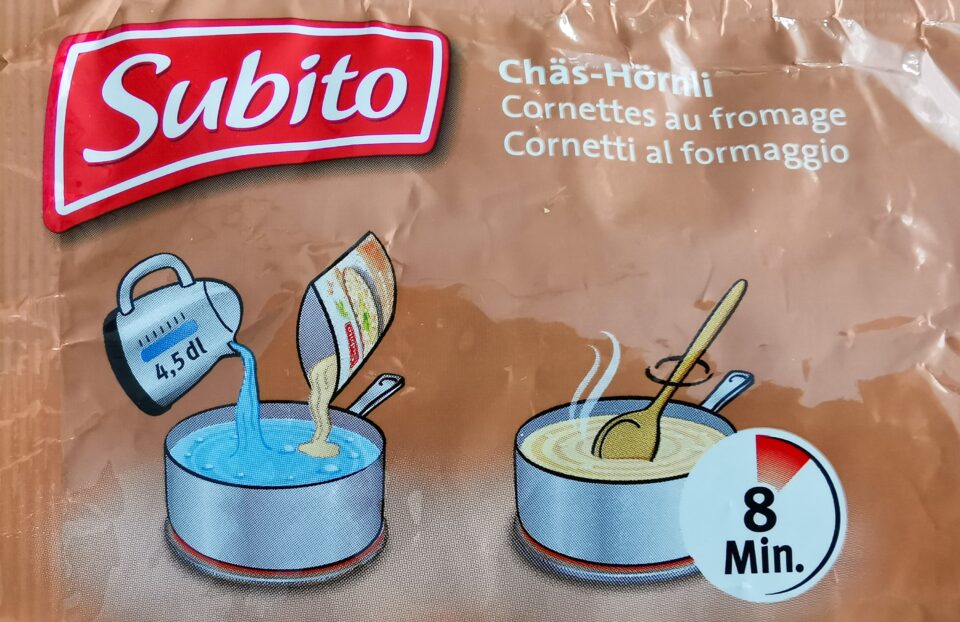 Subito
Chäs-Hörnli
Cornettes au fromage
Cornetti al formaggio
4,5 dl
8
Min.